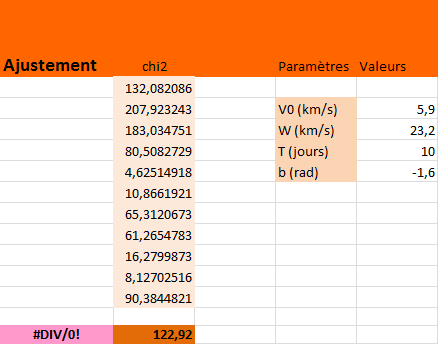 Ajustement chi2 Paramètres Valeurs
132,082086
207,923243 V0 (km/s) 5,9
183,034751 W (km/s) 23,2
80,5082729 T (jours) 10
4,62514918 b (rad) -1,6
10,8661921
65,3120673
61,2654783
16,2799873
8,12702516
90,3844821
#DIV/0! 122,92